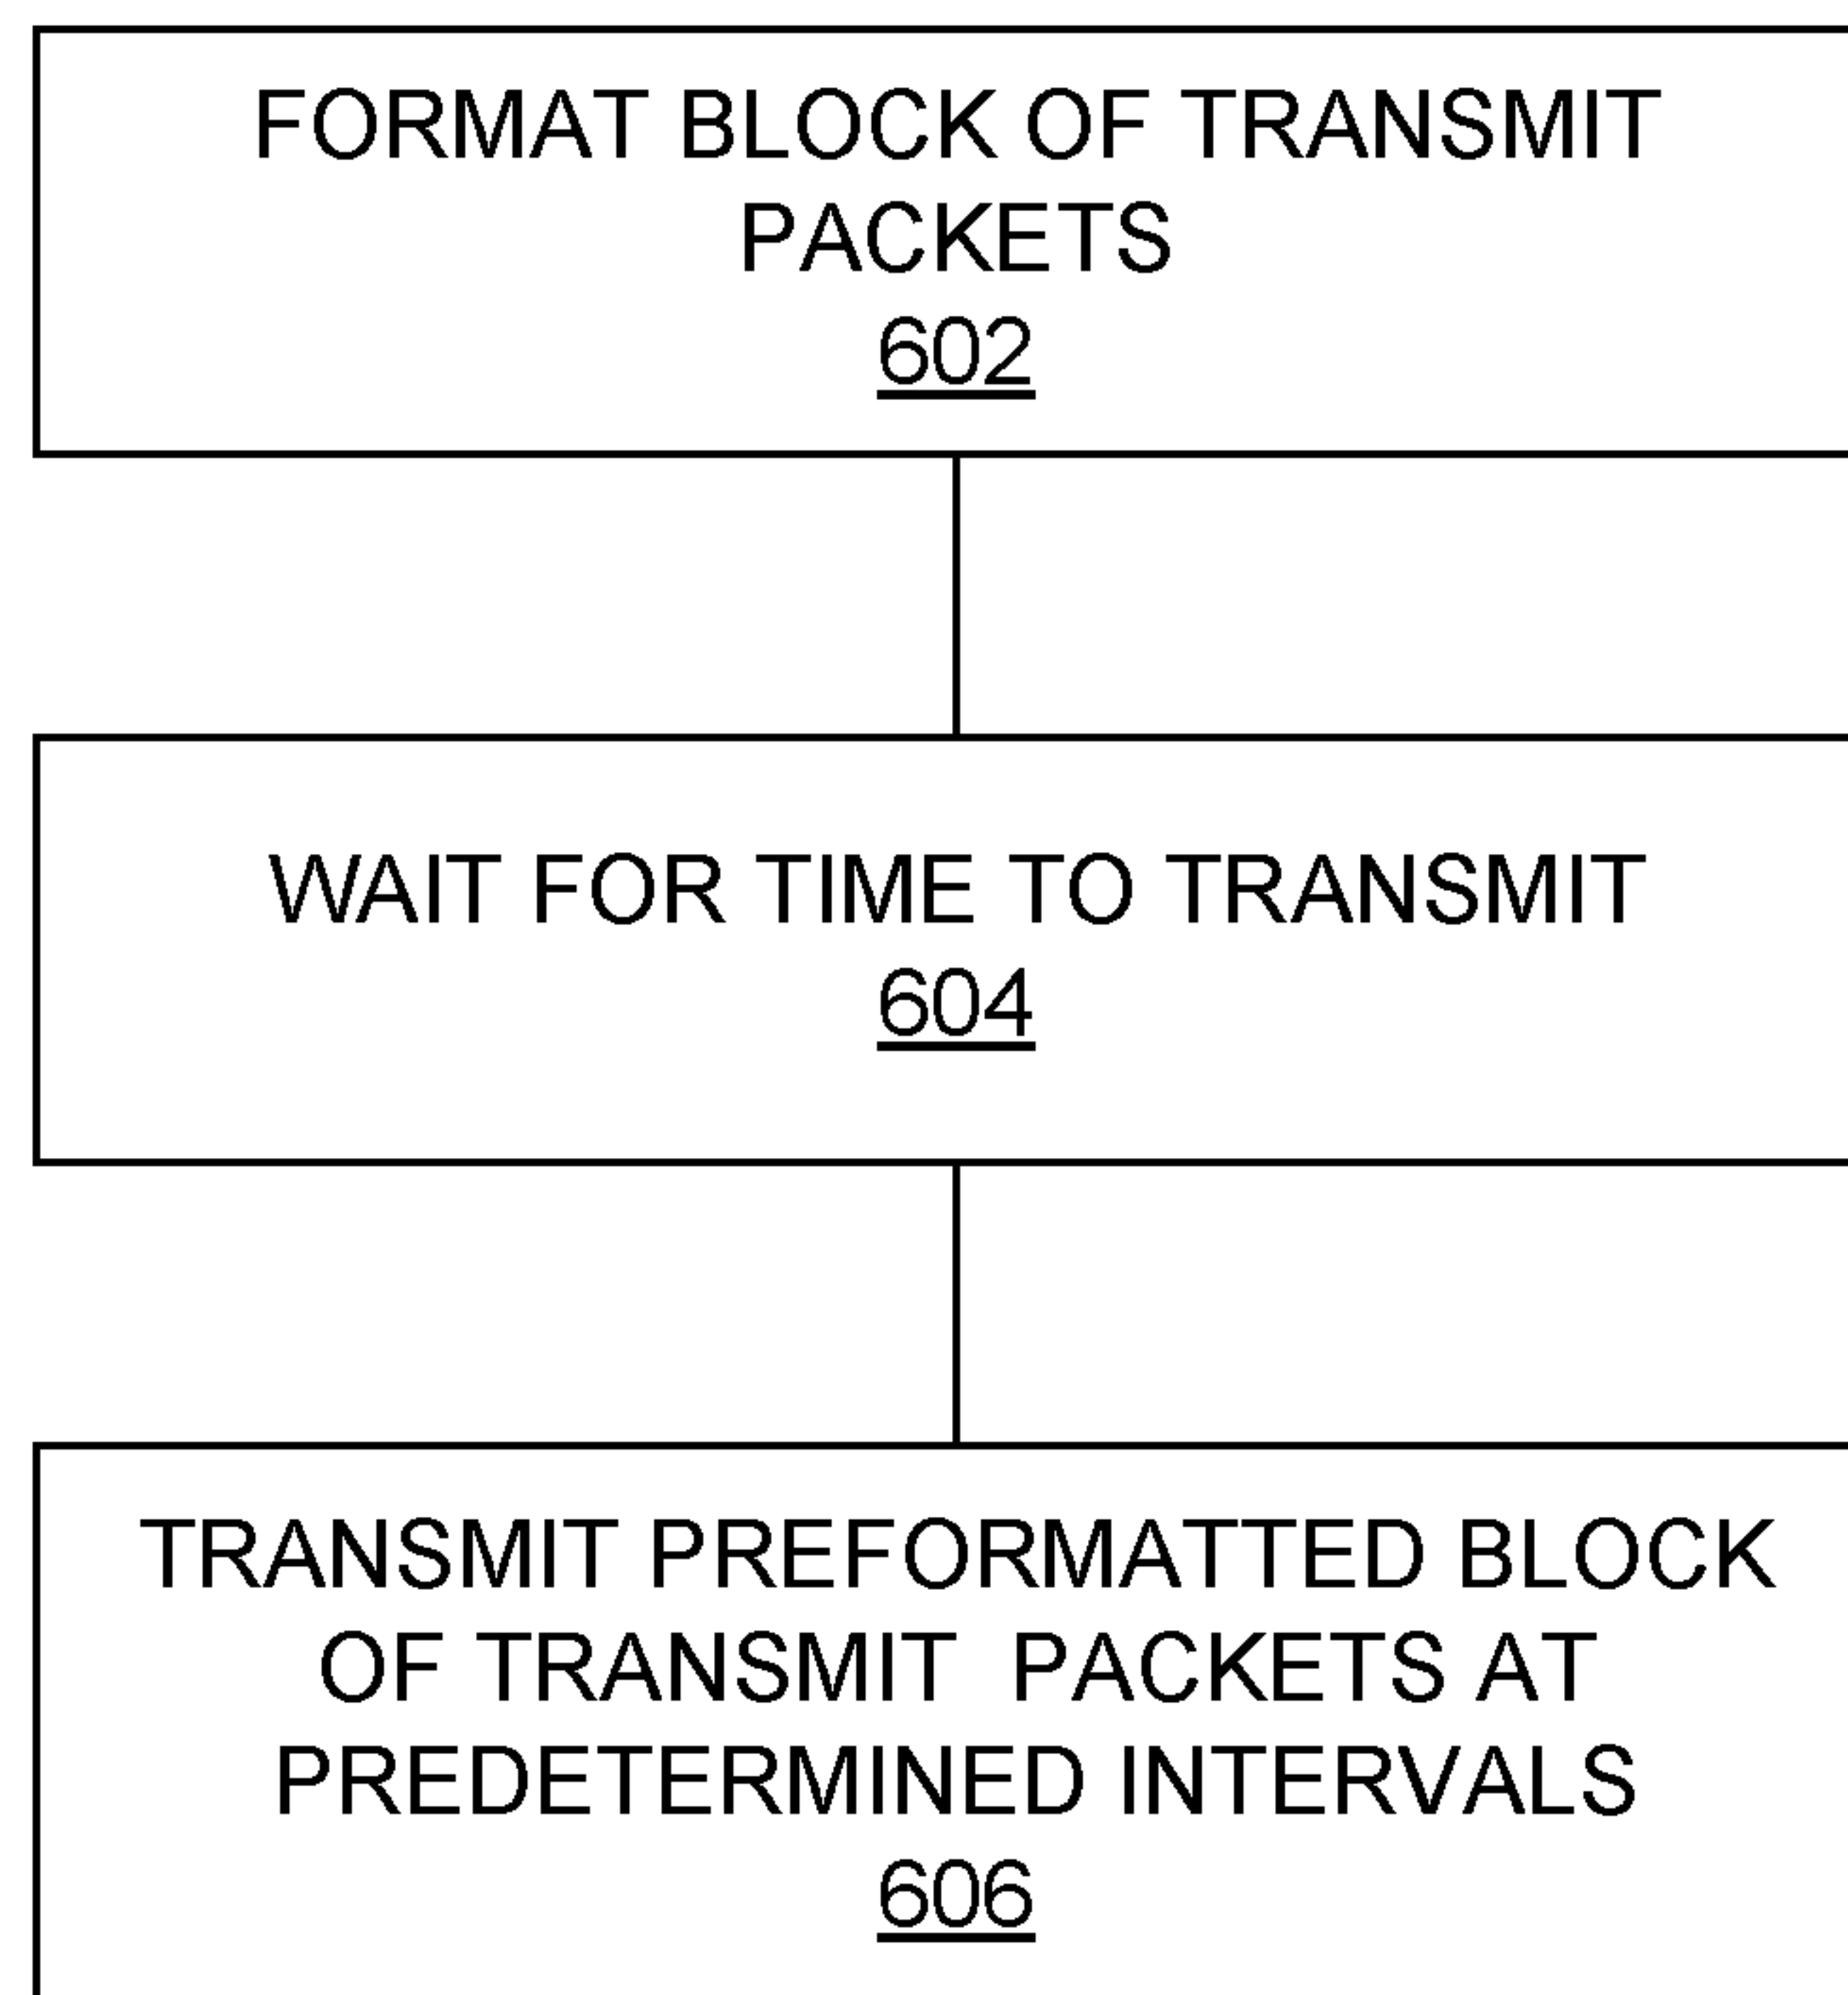 FORMAT BLOCK OF TRANSMIT
PACKETS
602
WAIT FOR TIME TO TRANSMIT
604
TRANSMIT PREFORMATTED BLOCK
OF TRANSMIT PACKETS AT
PREDETERMINED INTERVALS
606